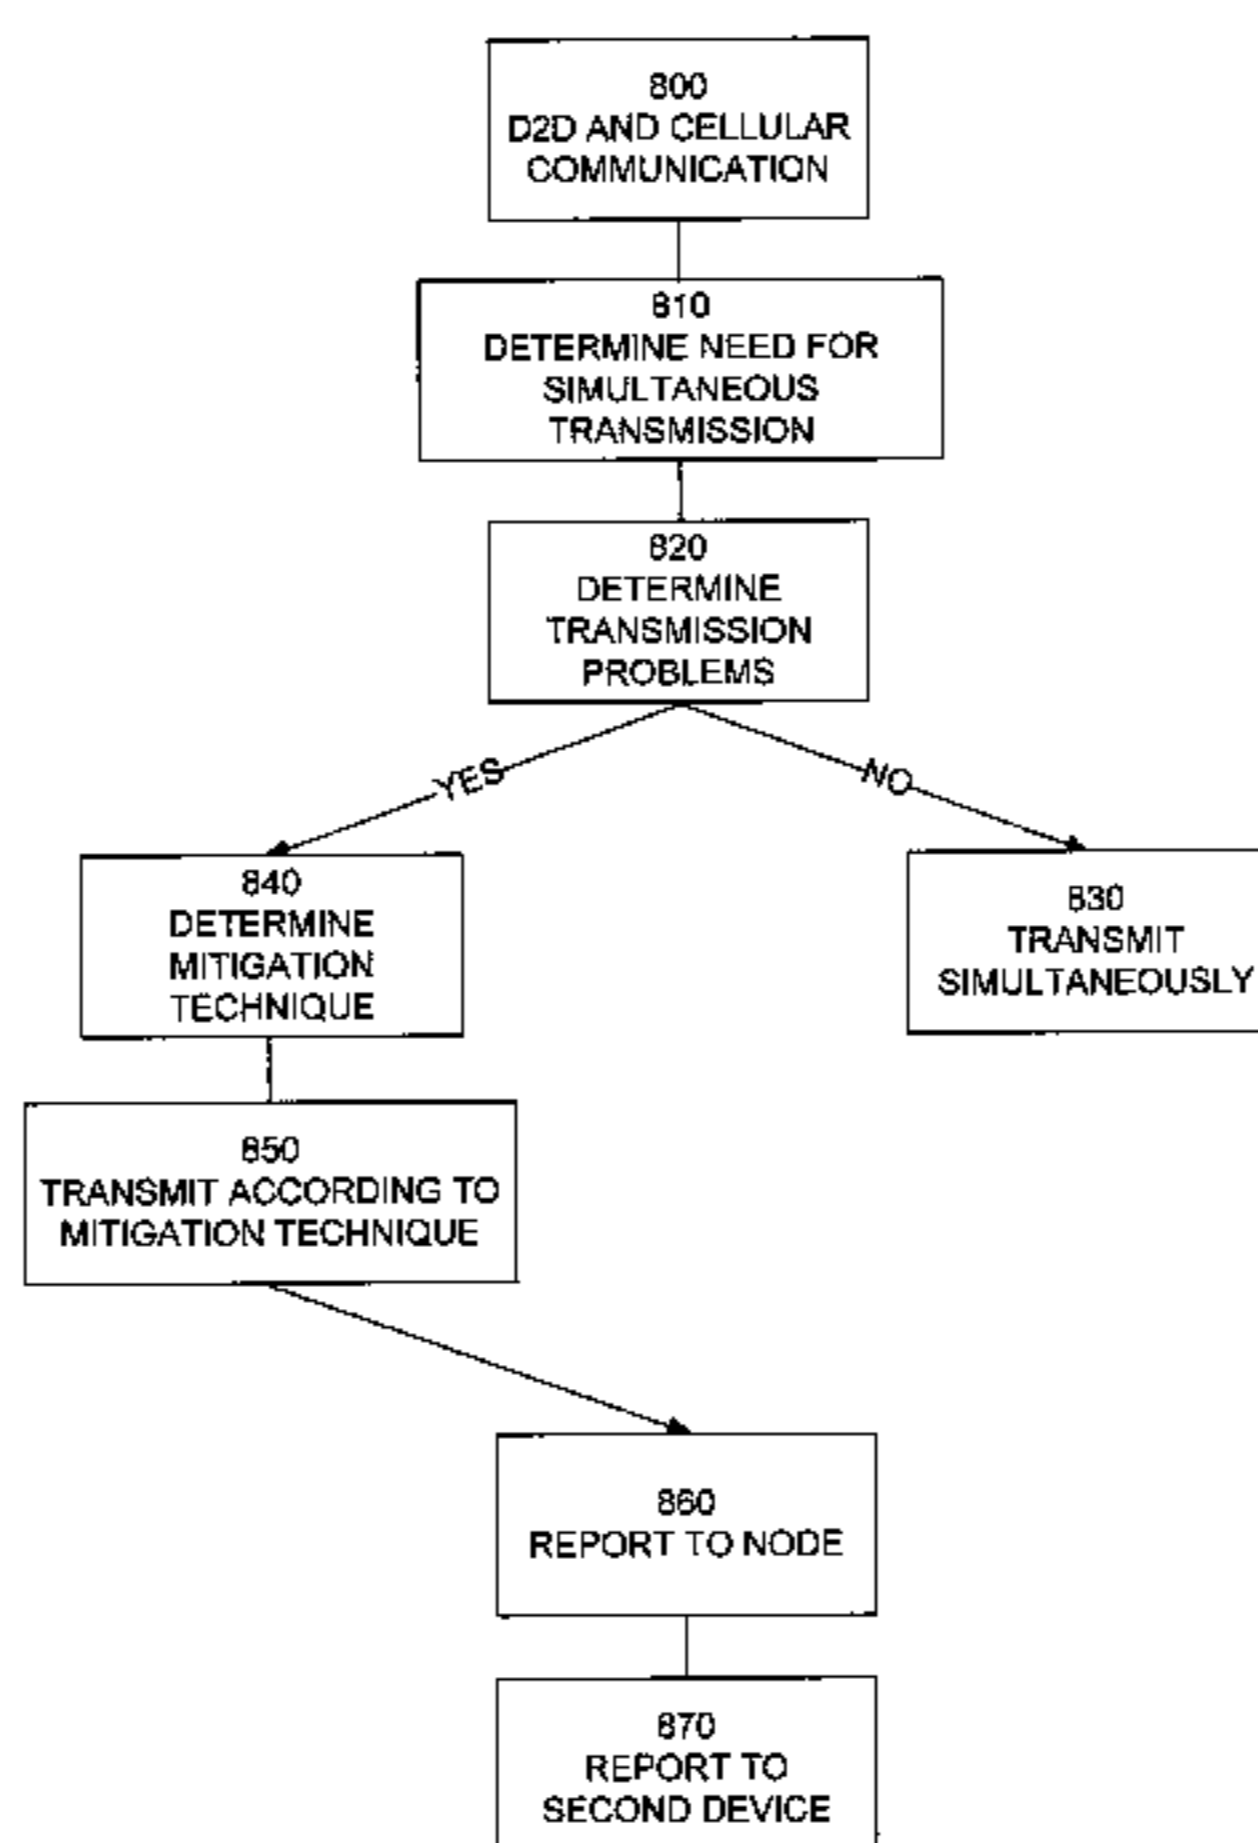 800
D2D AND CELLULAR
COMMUNICATION
810
DETERMINE NEED FOR
SIMULTANEOUS
TRANSMISSION
820
DETERMINE
TRANSMISSION
PROBLEMS
YES
NO
840
DETERMINE
MITIGATION
TECHNIQUE
830
TRANSMIT
SIMULTANEOUSLY
850
TRANSMIT ACCORDING TO
MITIGATION TECHNIQUE
860
REPORT TO NODE
870
REPORT TO
SECOND DEVICE